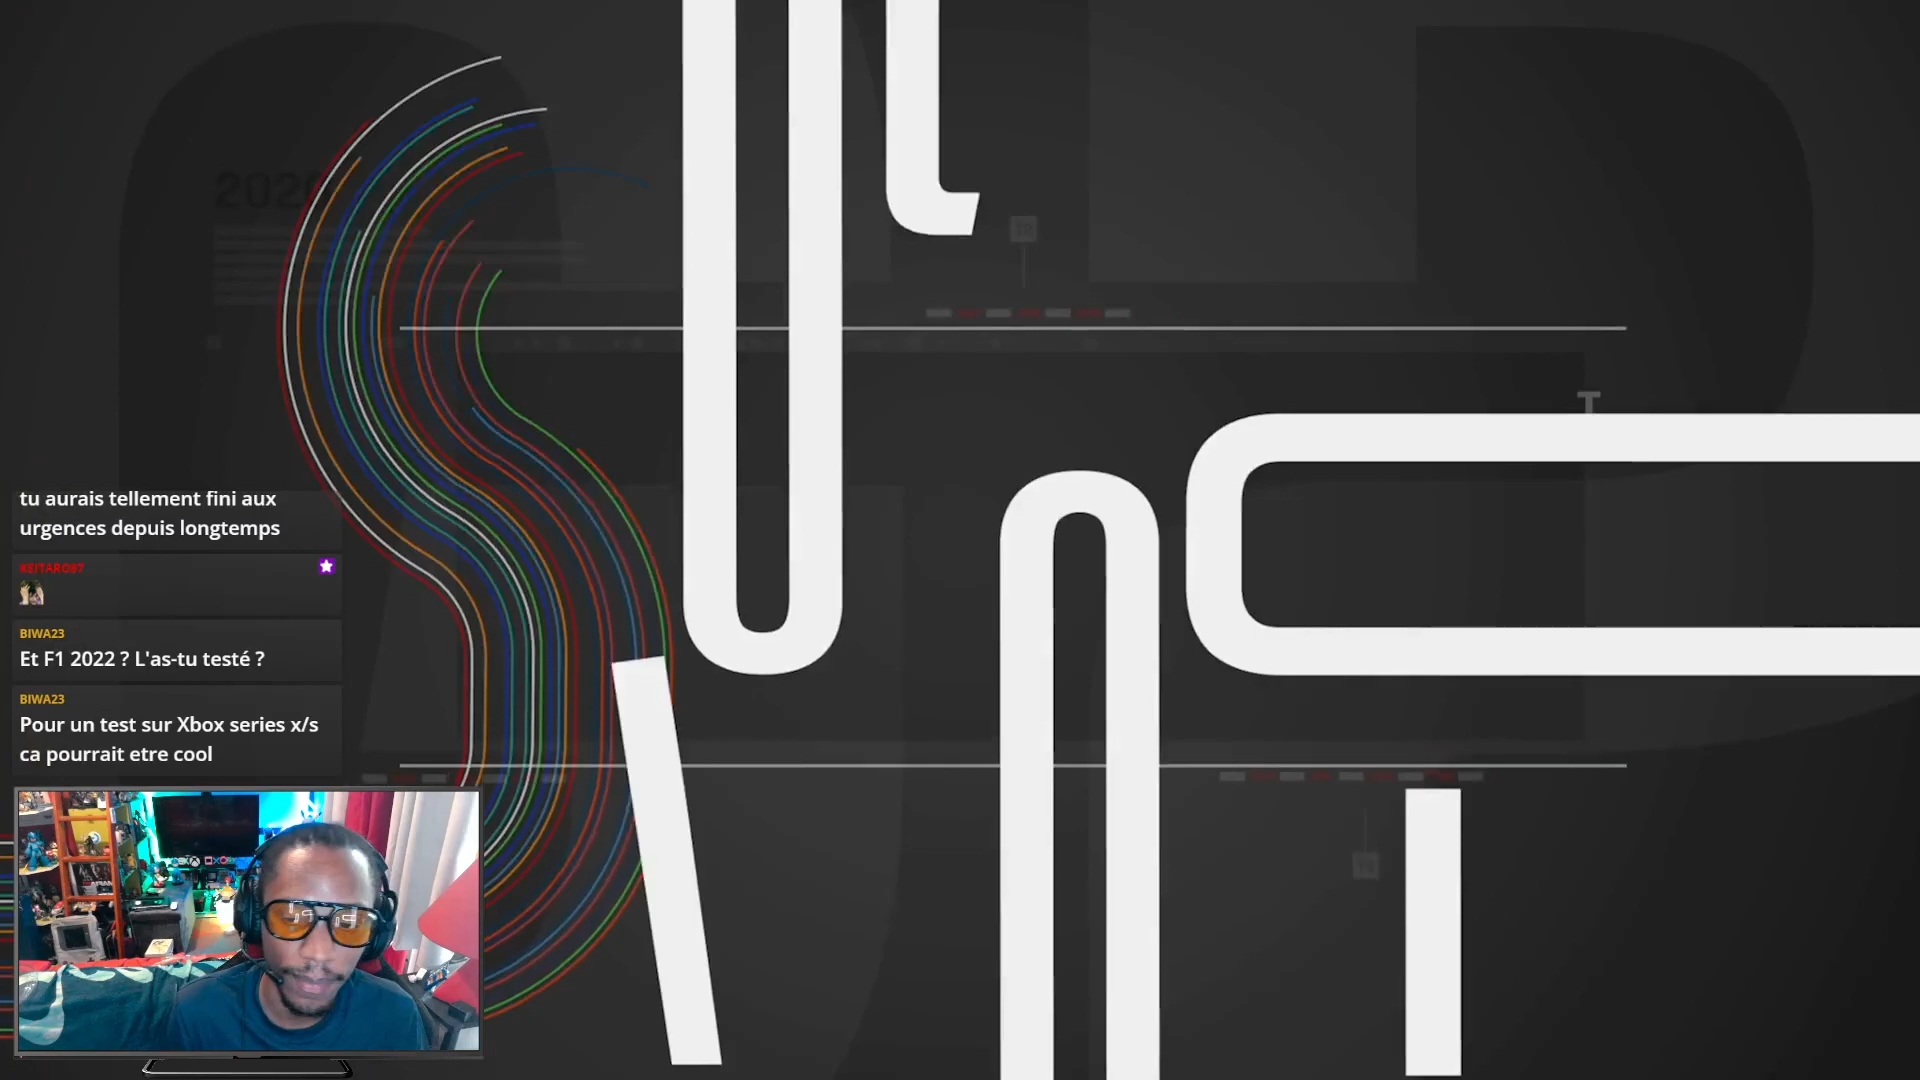 tu aurais tellement fini aux
urgences depuis longtemps
KEITARO87
BIWA23
Et F1 2022 ? L'as-tu testé ?
BIWA23
Pour un test sur Xbox series x/s
ca pourrait etre cool
T